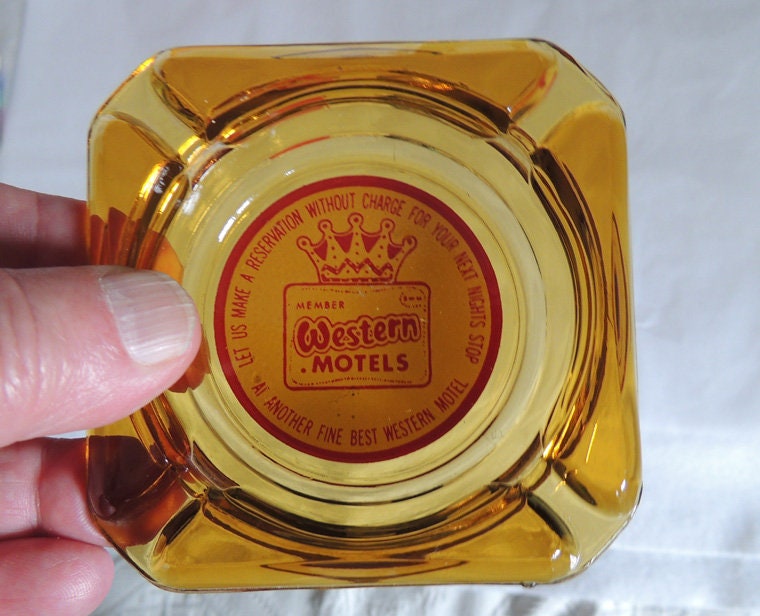 LET US MAKE A RESERVATION WITHOUT CHARGE FOR YOUR NEXT NIGHTS STOP
MEMBER
Western
MOTELS
AT ANOTHER FINE BEST WESTERN MOTEL